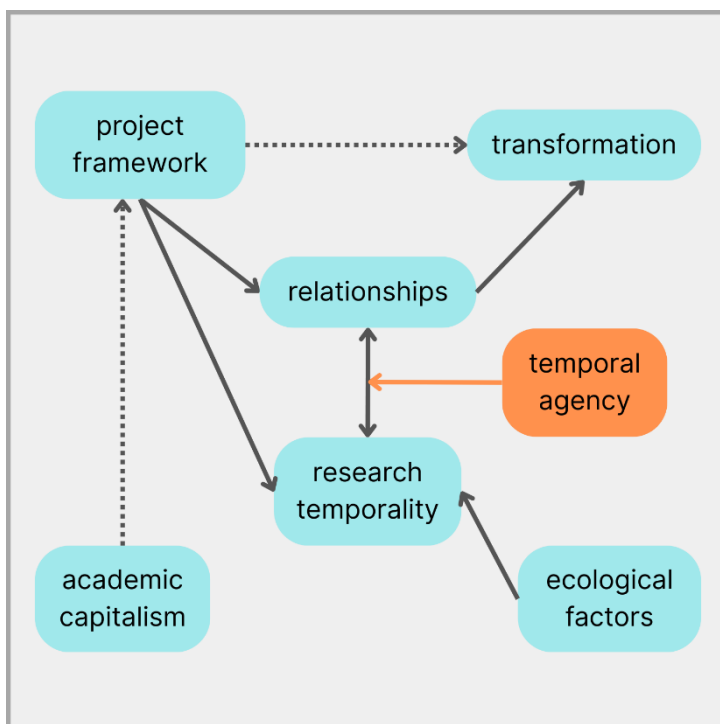 project
framework
transformation
relationships
temporal
agency
research
temporality
academic
capitalism
ecological
factors